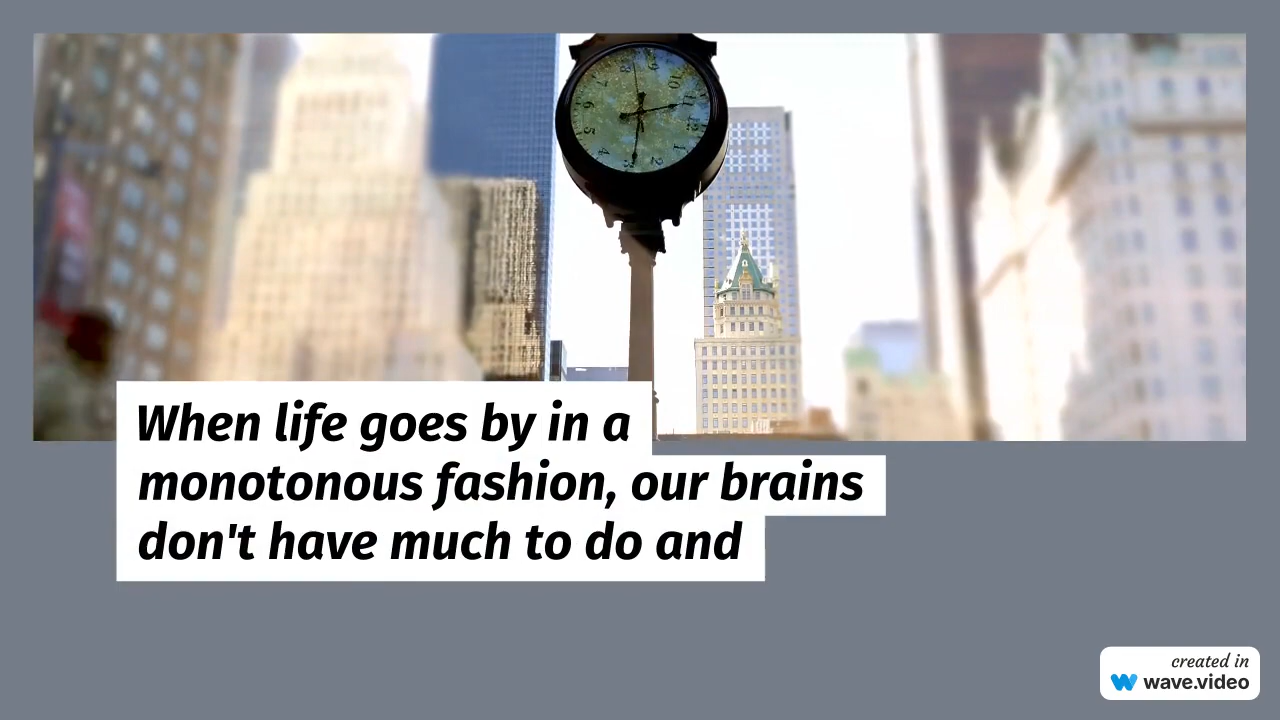 When life goes by in a
monotonous fashion, our brains
don't have much to do and
created in
wave.video